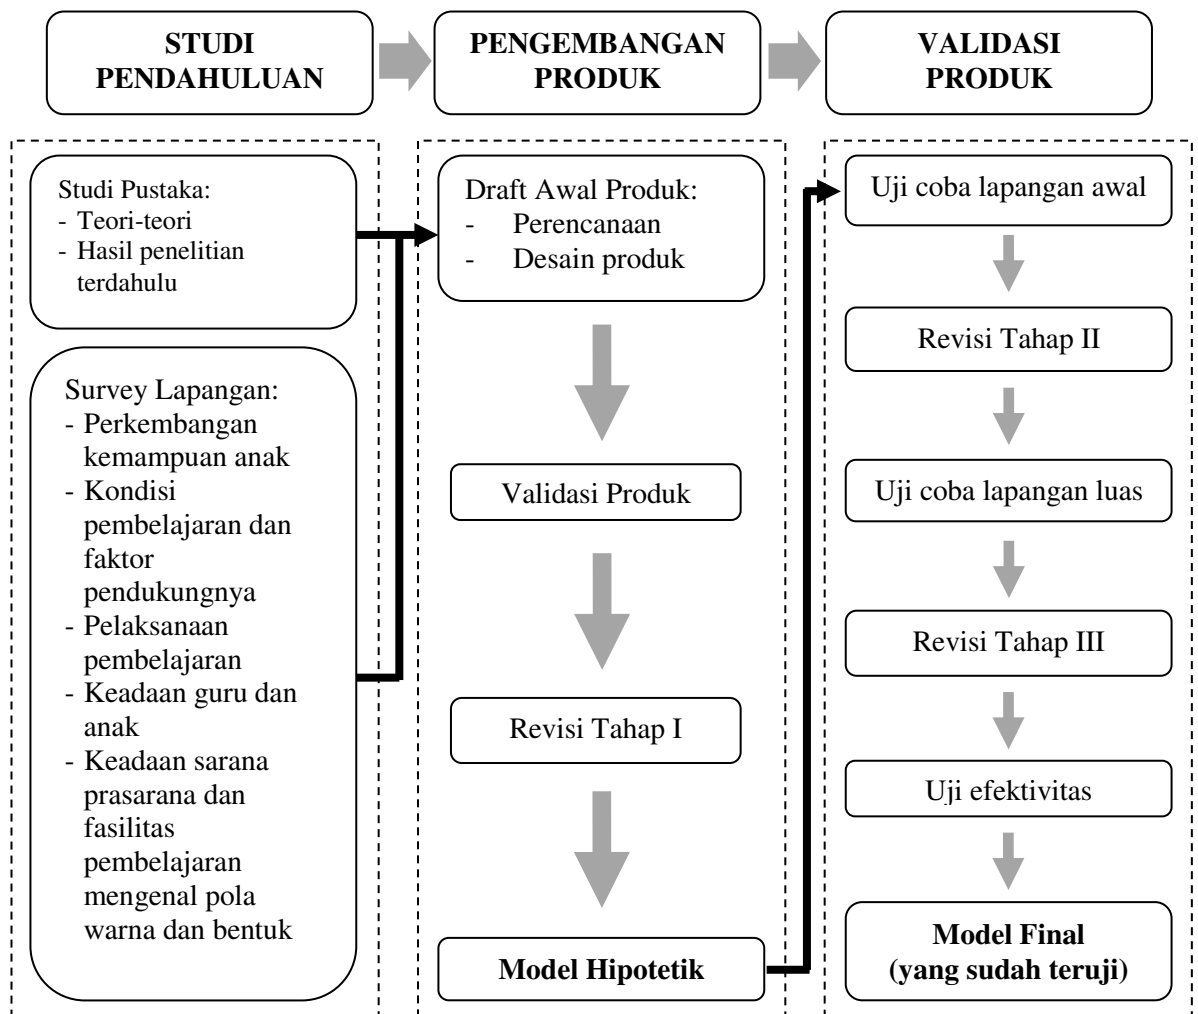 STUDI
PENDAHULUAN
PENGEMBANGAN
PRODUK
VALIDASI
PRODUK
Studi Pustaka:
- Teori-teori
- Hasil penelitian
terdahulu
Survey Lapangan:
- Perkembangan
kemampuan anak
- Kondisi
pembelajaran dan
faktor
pendukungnya
- Pelaksanaan
pembelajaran
- Keadaan guru dan
anak
- Keadaan sarana
prasarana dan
fasilitas
pembelajaran
mengenal pola
warna dan bentuk
Draft Awal Produk:
- Perencanaan
- Desain produk
Validasi Produk
Revisi Tahap I
Model Hipotetik
Uji coba lapangan awal
Revisi Tahap II
Uji coba lapangan luas
Revisi Tahap III
Uji efektivitas
Model Final
(yang sudah teruji)